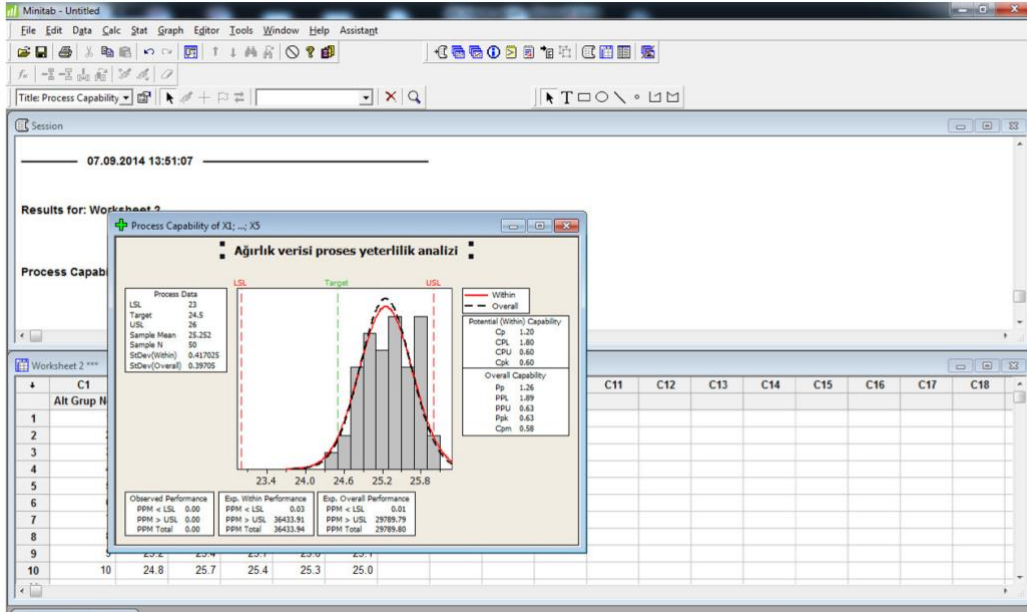 Minitab - Untitled
File Edit Data Calc Stat Graph Editor Tools Window Help Assistant
Title: Process Capability
Session
07.09.2014 13:51:07
Results for: Worksheet 2
Process Capabi
Process Capability of X1; ...; X5
Ağırlık verisi proses yeterlilik analizi
LSL Target USL
Process Data
LSL 23
Target 24.5
USL 26
Sample Mean 25.252
Sample N 50
StDev(Within) 0.417025
StDev(Overall) 0.39705
Within
Overall
Potential (Within) Capability
Cp 1.20
CPL 1.80
CPU 0.60
Cpk 0.60
Overall Capability
Pp 1.26
PPL 1.89
PPU 0.63
Ppk 0.63
Cpm 0.58
23.4 24.0 24.6 25.2 25.8
Observed Performance
PPM < LSL 0.00
PPM > USL 0.00
PPM Total 0.00
Exp. Within Performance
PPM < LSL 0.03
PPM > USL 36433.91
PPM Total 36433.94
Exp. Overall Performance
PPM < LSL 0.01
PPM > USL 29789.79
PPM Total 29789.80
Worksheet 2 ***
C1 C11 C12 C13 C14 C15 C16 C17 C18
Alt Grup N
1
2
3
4
5
6
7
8
9
10 10 24.8 25.7 25.4 25.3 25.0